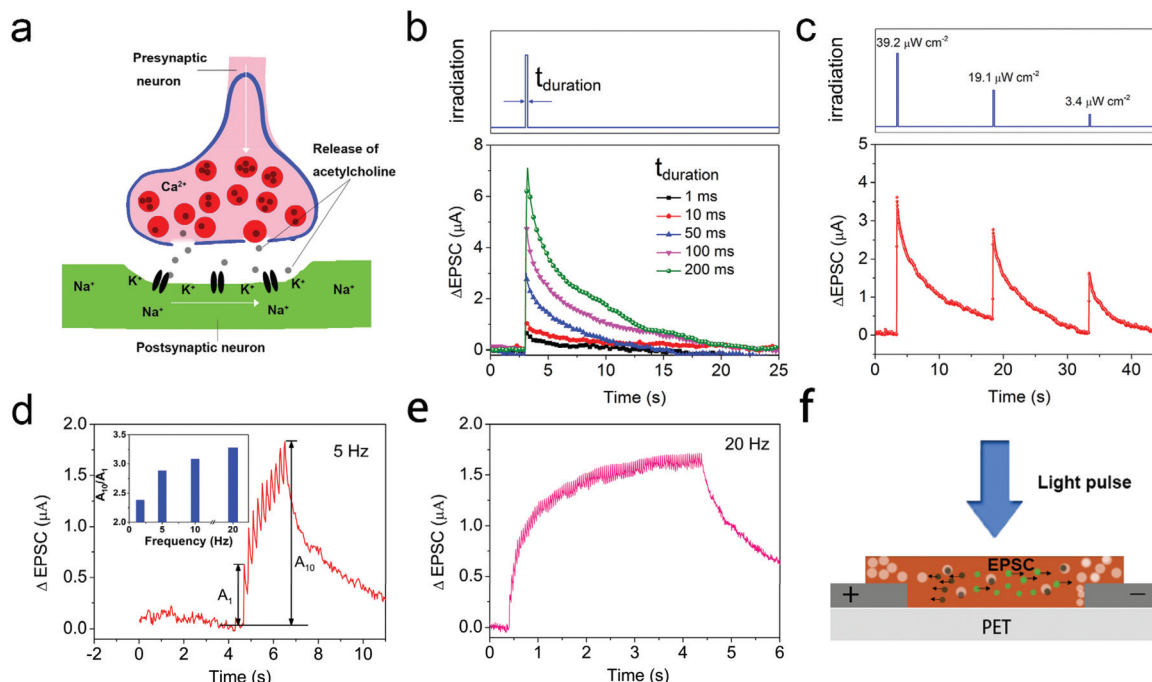 a
Presynaptic
neuron
Release of
acetylcholine
Ca²⁺
Na⁺ K⁺ K⁺ K⁺ K⁺ Na⁺
Na⁺ Na⁺
Postsynaptic neuron
b
irradiation
t_duration
ΔEPSC (μA)
8
6
4
2
0
t_duration
1 ms
10 ms
50 ms
100 ms
200 ms
0 5 10 15 20 25
Time (s)
c
irradiation
39.2 μW cm⁻²
19.1 μW cm⁻²
3.4 μW cm⁻²
ΔEPSC (μA)
5
4
3
2
1
0
0 10 20 30 40
Time (s)
d
Δ EPSC (μA)
2.0
1.5
1.0
0.5
0.0
5 Hz
A₁₀/A₁
3.5
3.0
2.5
2.0
1 5 10 20
Frequency (Hz)
A₁
A₁₀
-2 0 2 4 6 8 10
Time (s)
e
Δ EPSC (μA)
2.0
1.5
1.0
0.5
0.0
20 Hz
0 1 2 3 4 5 6
Time (s)
f
Light pulse
EPSC
+ −
PET